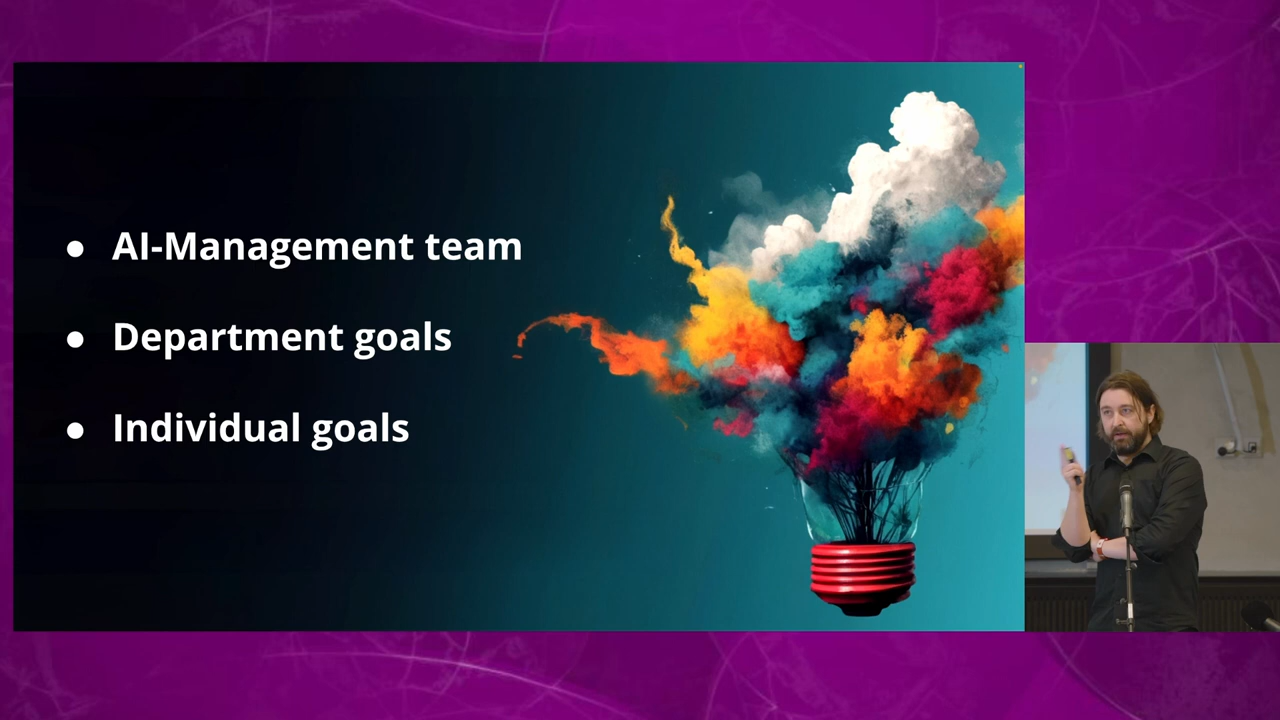 ● AI-Management team
● Department goals
● Individual goals